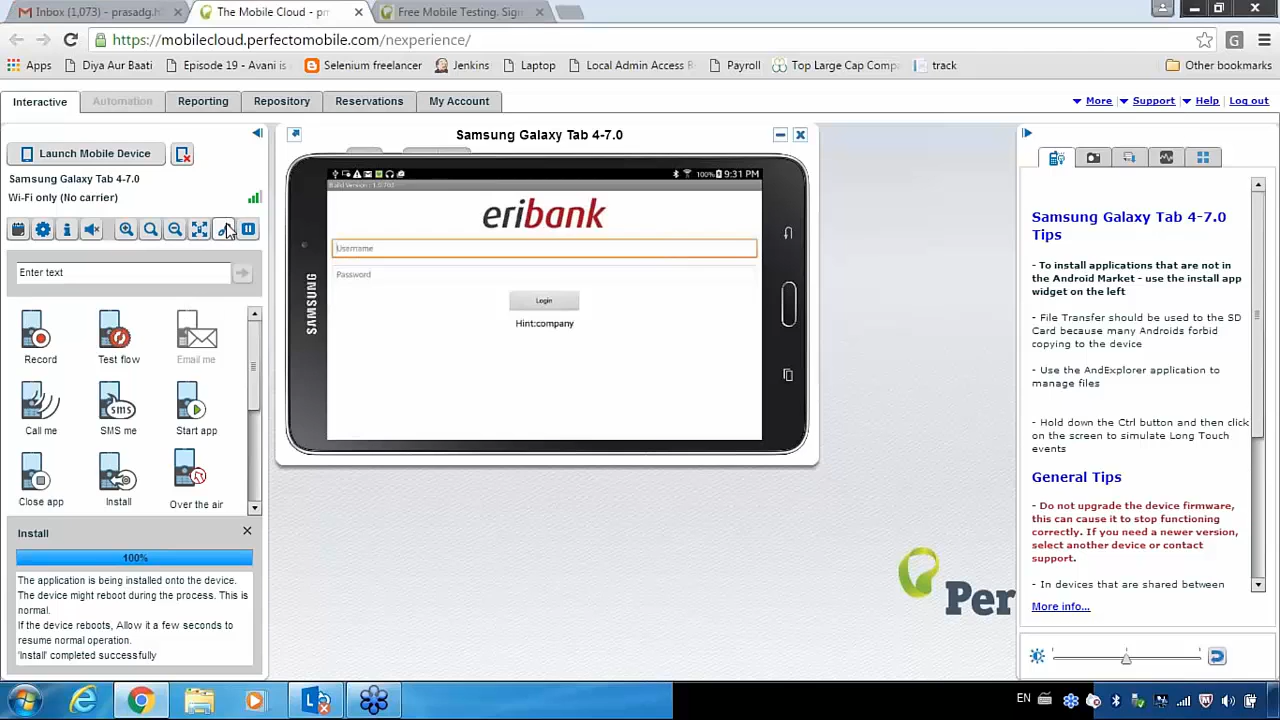 Inbox (1,073) - prasadg.h
The Mobile Cloud - pm
Free Mobile Testing. Sign
https://mobilecloud.perfectomobile.com/nexperience/
Apps
Diya Aur Baati
Episode 19 - Avani is
Selenium freelancer
Jenkins
Laptop
Local Admin Access R
Payroll
Top Large Cap Comp
track
Other bookmarks
Interactive
Automation
Reporting
Repository
Reservations
My Account
More
Support
Help
Log out
Launch Mobile Device
Samsung Galaxy Tab 4-7.0
Wi-Fi only (No carrier)
Enter text
Record
Test flow
Email me
Call me
sms
SMS me
Start app
Close app
Install
Over the air
Install
100%
The application is being installed onto the device.
The device might reboot during the process. This is
normal.
If the device reboots, Allow it a few seconds to
resume normal operation.
'Install' completed successfully
Samsung Galaxy Tab 4-7.0
SAMSUNG
100% 9:31 PM
eribank
Username
Password
Login
Hint:company
Per
Samsung Galaxy Tab 4-7.0
Tips
- To install applications that are not in
the Android Market - use the install app
widget on the left
- File Transfer should be used to the SD
Card because many Androids forbid
copying to the device
- Use the AndExplorer application to
manage files
- Hold down the Ctrl button and then click
on the screen to simulate Long Touch
events
General Tips
- Do not upgrade the device firmware,
this can cause it to stop functioning
correctly. If you need a newer version,
select another device or contact
support.
- In devices that are shared between
More info...
EN